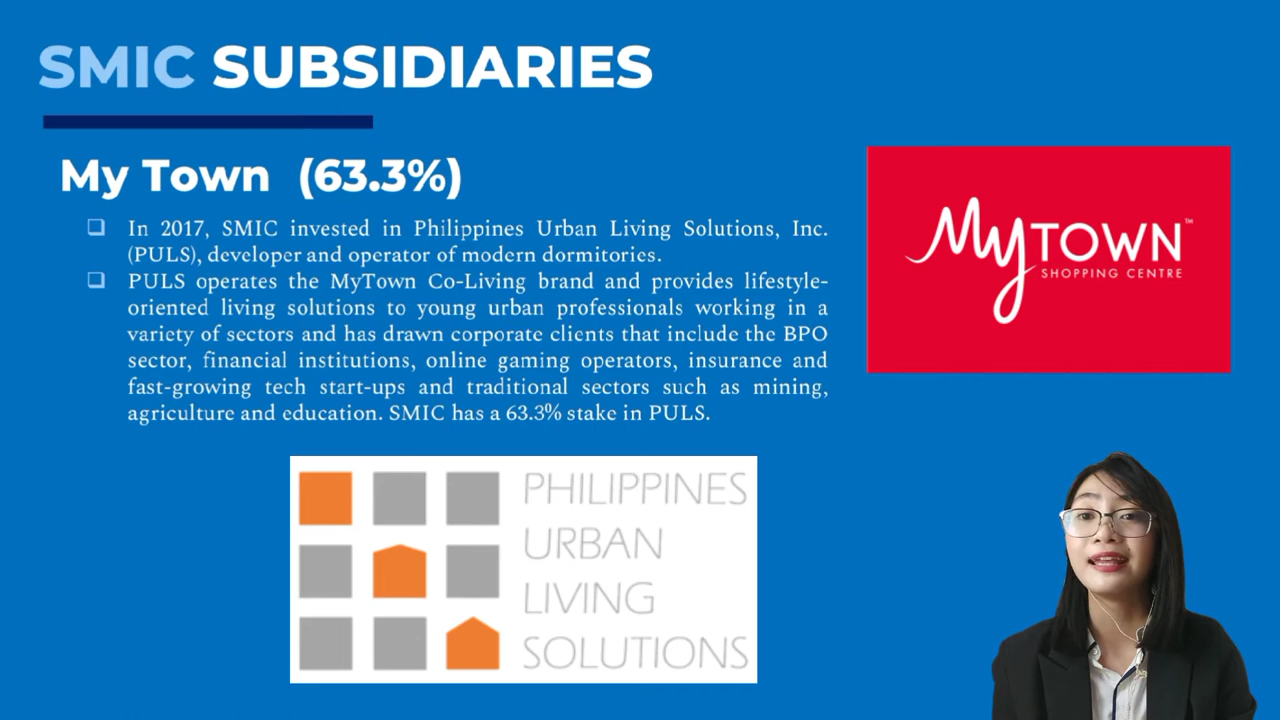 SMIC SUBSIDIARIES
My Town (63.3%)
In 2017, SMIC invested in Philippines Urban Living Solutions, Inc.
(PULS), developer and operator of modern dormitories.
PULS operates the MyTown Co-Living brand and provides lifestyle-
oriented living solutions to young urban professionals working in a
variety of sectors and has drawn corporate clients that include the BPO
sector, financial institutions, online gaming operators, insurance and
fast-growing tech start-ups and traditional sectors such as mining,
agriculture and education. SMIC has a 63.3% stake in PULS.
MyTOWN™
SHOPPING CENTRE
PHILIPPINES
URBAN
LIVING
SOLUTIONS